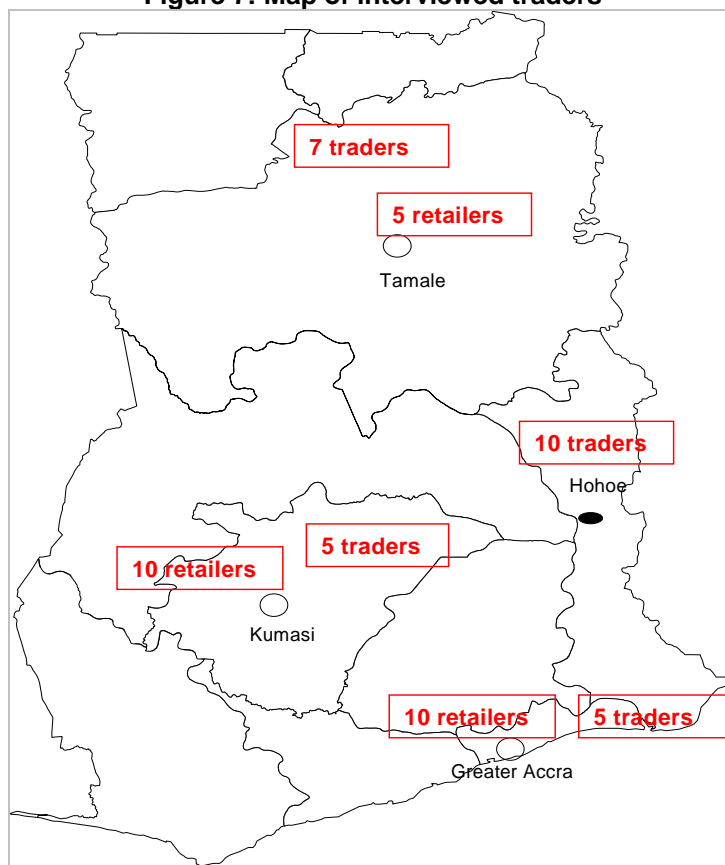 Figure 7: Map of interviewed traders
7 traders
5 retailers
Tamale
10 traders
Hohoe
5 traders
10 retailers
Kumasi
10 retailers
5 traders
Greater Accra